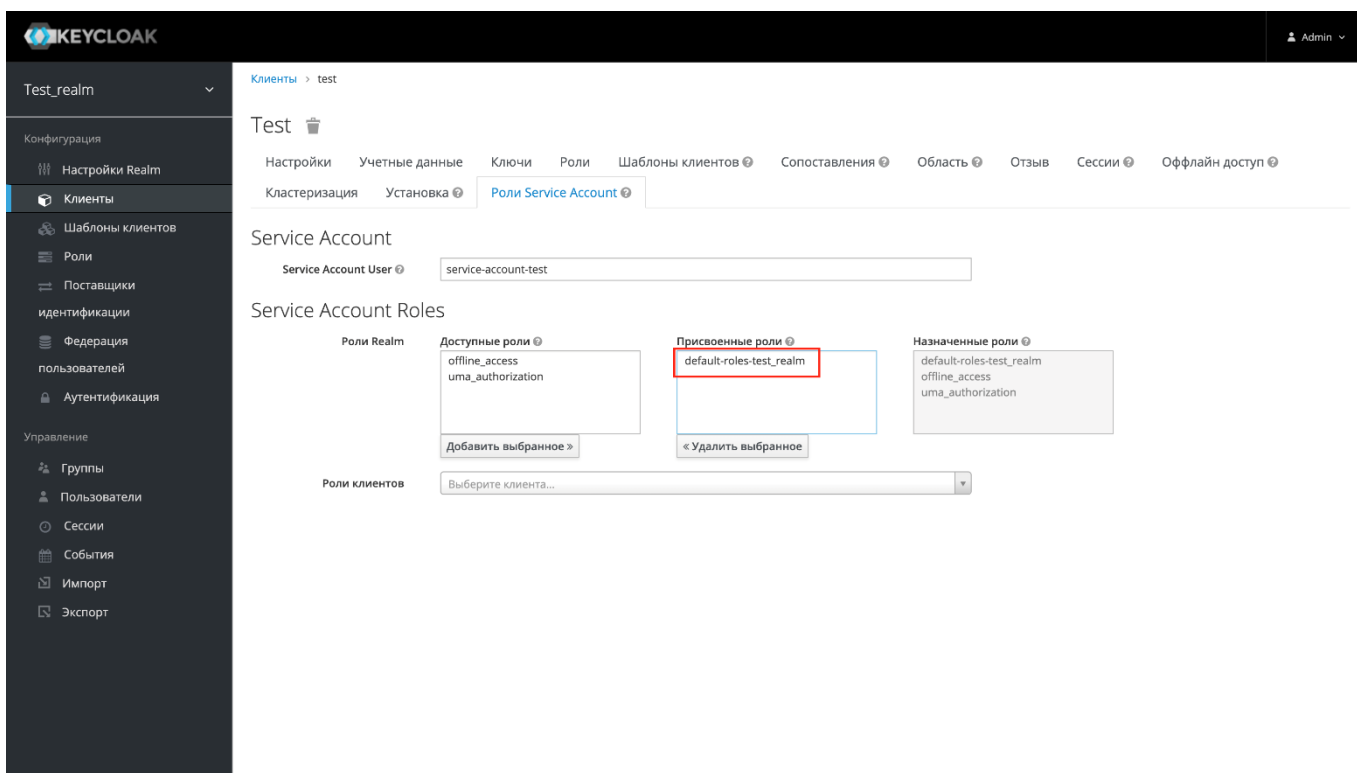 KEYCLOAK
Admin
Test_realm
Конфигурация
Настройки Realm
Клиенты
Шаблоны клиентов
Роли
Поставщики
идентификации
Федерация
пользователей
Аутентификация
Управление
Группы
Пользователи
Сессии
События
Импорт
Экспорт
Клиенты > test
Test
Настройки Учетные данные Ключи Роли Шаблоны клиентов Сопоставления Область Отзыв Сессии Оффлайн доступ
Кластеризация Установка Роли Service Account
Service Account
Service Account User service-account-test
Service Account Roles
Роли Realm Доступные роли Присвоенные роли Назначенные роли
offline_access default-roles-test_realm default-roles-test_realm
uma_authorization offline_access
uma_authorization
Добавить выбранное » « Удалить выбранное
Роли клиентов Выберите клиента...